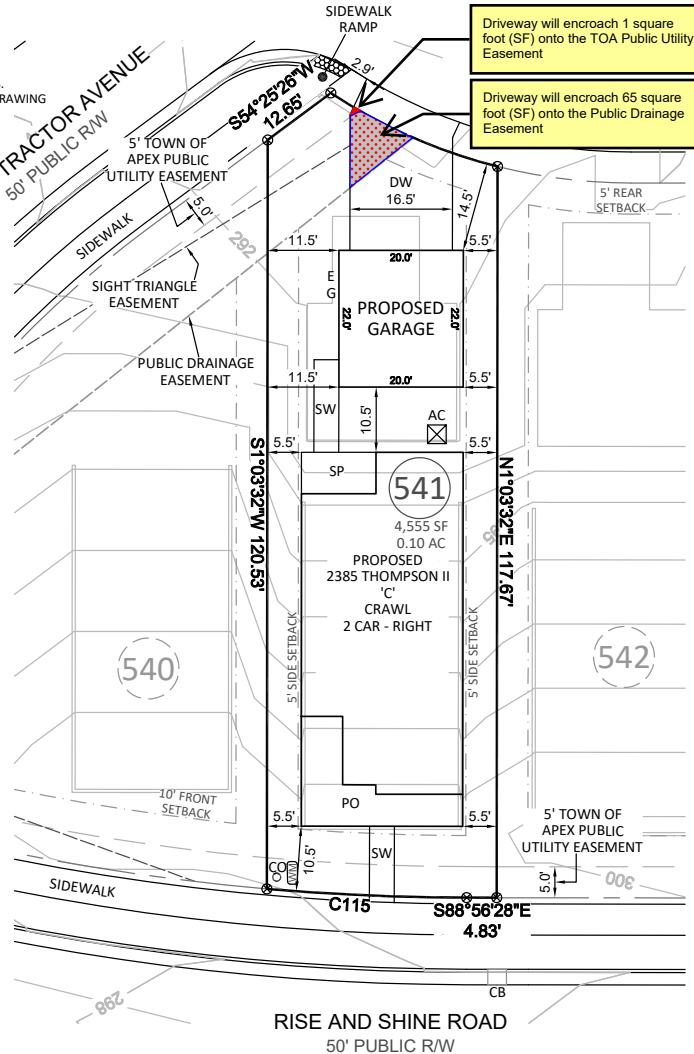 SIDEWALK
RAMP
Driveway will encroach 1 square
foot (SF) onto the TOA Public Utility
Easement
Driveway will encroach 65 square
foot (SF) onto the Public Drainage
Easement
RAWING
TRACTOR AVENUE
50' PUBLIC R/W
S54°25'26"W
12.65'
2.9'
5' TOWN OF
APEX PUBLIC
UTILITY EASEMENT
5.0'
SIDEWALK
292
SIGHT TRIANGLE
EASEMENT
PUBLIC DRAINAGE
EASEMENT
DW
16.5'
14.5'
5' REAR
SETBACK
11.5'
20.0'
5.5'
E
G
22.0'
PROPOSED
GARAGE
22.0'
11.5'
20.0'
5.5'
SW
10.5'
AC
5.5'
5.5'
SP
541
4,555 SF
0.10 AC
PROPOSED
2385 THOMPSON II
'C'
CRAWL
2 CAR - RIGHT
S1°03'32"W 120.53'
N1°03'32"E 117.67'
5' SIDE SETBACK
5' SIDE SETBACK
540
542
10' FRONT
SETBACK
PO
5.5'
5.5'
5' TOWN OF
APEX PUBLIC
UTILITY EASEMENT
CO
WM
10.5'
SW
5.0'
300
SIDEWALK
C115
S88°56'28"E
4.83'
298
CB
RISE AND SHINE ROAD
50' PUBLIC R/W